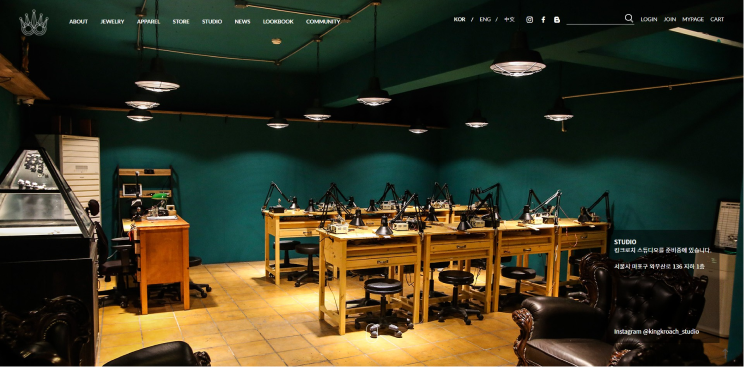 ABOUT JEWELRY APPAREL STORE STUDIO NEWS LOOKBOOK COMMUNITY KOR / ENG / 中文 LOGIN JOIN MYPAGE CART
STUDIO
킹크로치 스튜디오를 준비중에 있습니다.
서울시 마포구 와우산로 136 지하 1층
Instagram @kingkroach_studio